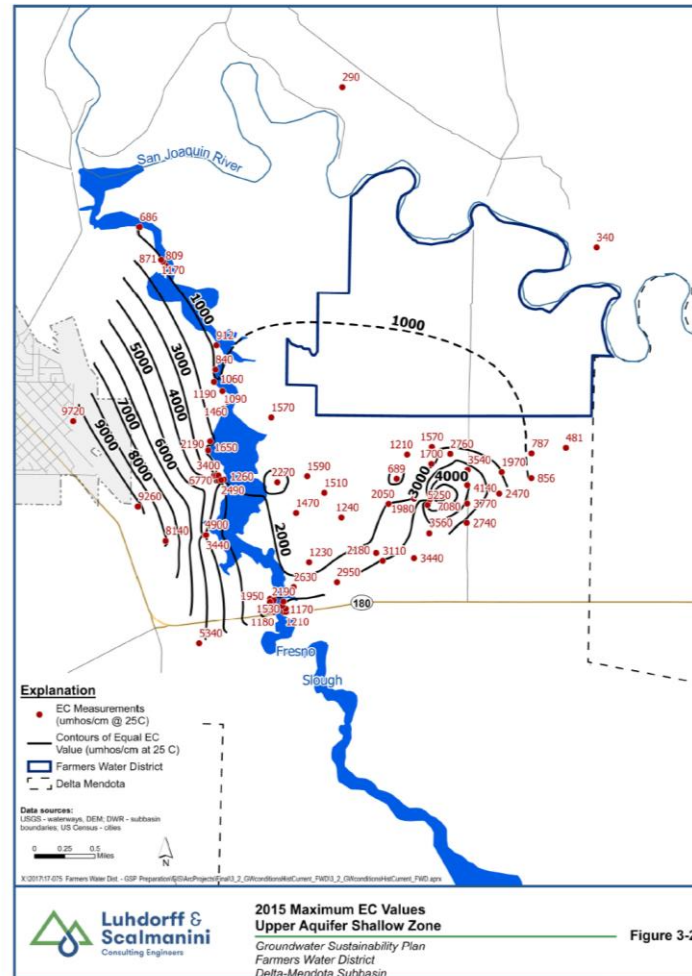 290
San Joaquin River
686
340
809
871
1170
1000
912
1000
5000
3000
840
1060
1190
1090
4000
1460
9720
1570
7000
9000
6000
8000
2190
1650
1210
1570
2760
787
481
1700
3540
3400
1260
2270
1590
689
3000
4000
1970
856
6770
2490
1510
4140
2470
9260
2050
5250
1470
1980
2080
3770
1240
2000
4900
2740
8140
3440
3560
2180
3110
3440
1230
2630
2950
1950
2190
1530
1170
180
1180
1210
5340
Fresno
Slough
Explanation
EC Measurements
(umhos/cm @ 25C)
Contours of Equal EC
Value (umhos/cm at 25 C)
Farmers Water District
Delta Mendota
Data sources:
USGS - waterways, DEM; DWR - subbasin
boundaries; US Census - cities
0 0.25 0.5
Miles
N
Luhdorff &
Scalmanini
Consulting Engineers
2015 Maximum EC Values
Upper Aquifer Shallow Zone
Groundwater Sustainability Plan
Farmers Water District
Delta-Mendota Subbasin
Figure 3-2